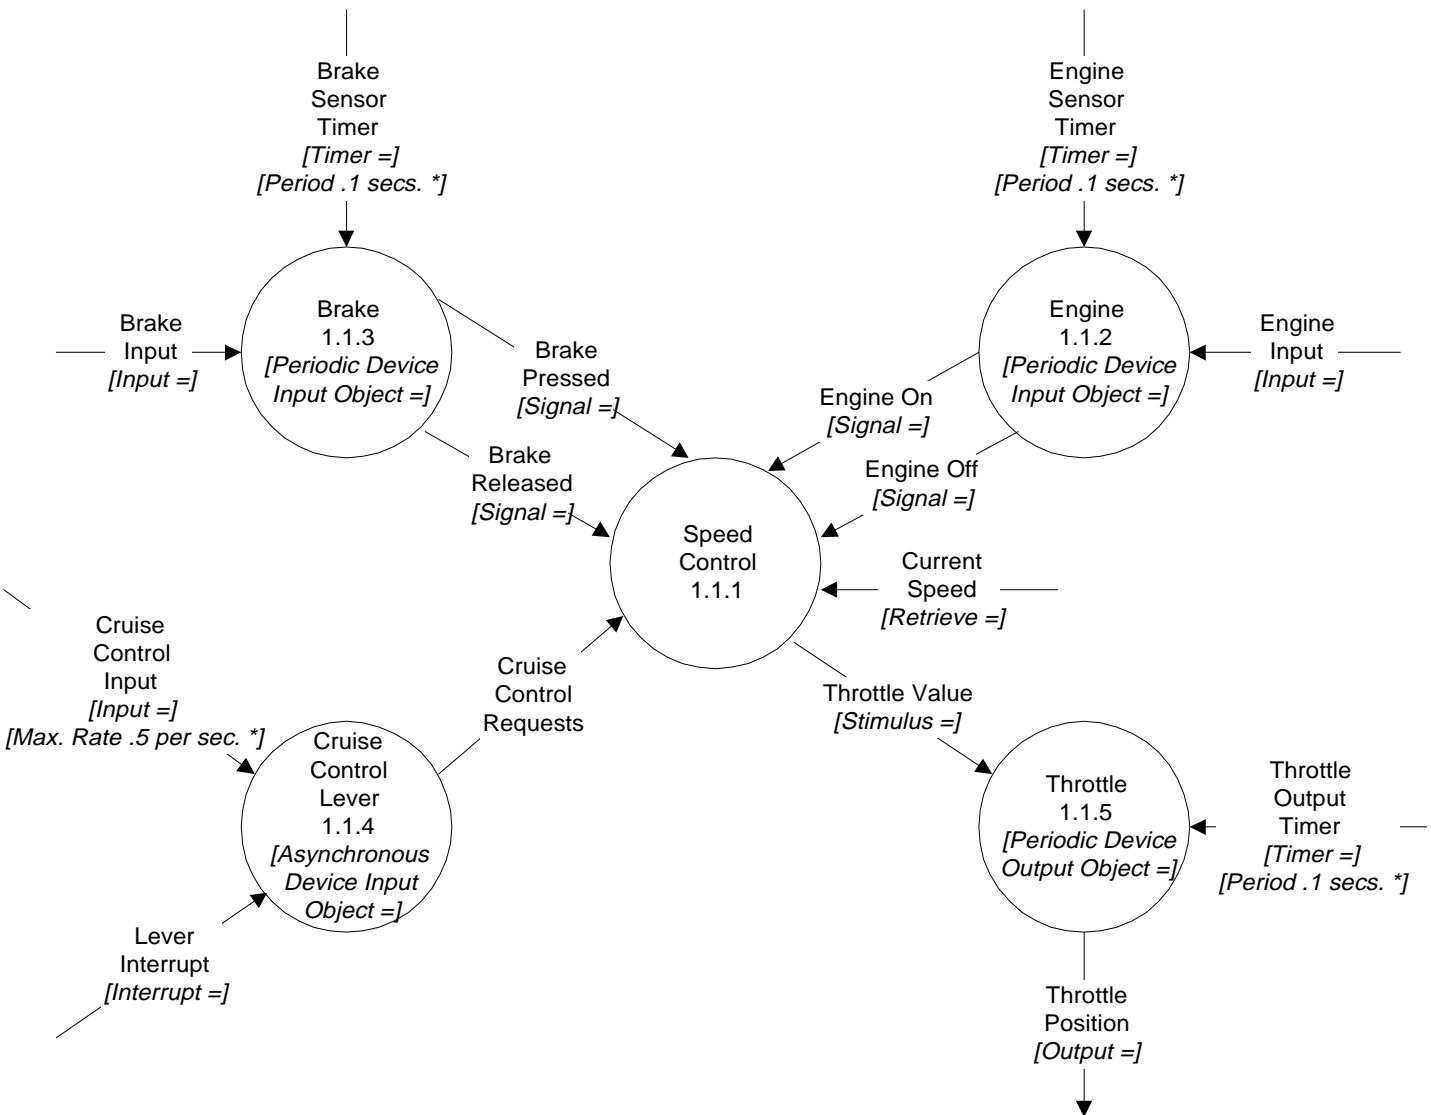 Brake
Sensor
Timer
[Timer =]
[Period .1 secs. *]
Engine
Sensor
Timer
[Timer =]
[Period .1 secs. *]
Brake
Input
[Input =]
Brake
1.1.3
[Periodic Device
Input Object =]
Brake
Pressed
[Signal =]
Brake
Released
[Signal =]
Engine
1.1.2
[Periodic Device
Input Object =]
Engine
Input
[Input =]
Engine On
[Signal =]
Engine Off
[Signal =]
Speed
Control
1.1.1
Current
Speed
[Retrieve =]
Cruise
Control
Input
[Input =]
[Max. Rate .5 per sec. *]
Cruise
Control
Requests
Cruise
Control
Lever
1.1.4
[Asynchronous
Device Input
Object =]
Lever
Interrupt
[Interrupt =]
Throttle Value
[Stimulus =]
Throttle
1.1.5
[Periodic Device
Output Object =]
Throttle
Output
Timer
[Timer =]
[Period .1 secs. *]
Throttle
Position
[Output =]